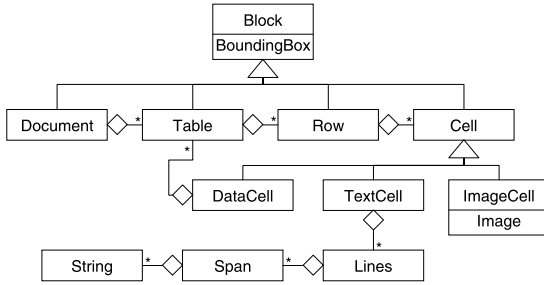 Block
BoundingBox
Document * Table * Row * Cell
*
DataCell TextCell ImageCell
Image
*
String * Span * Lines